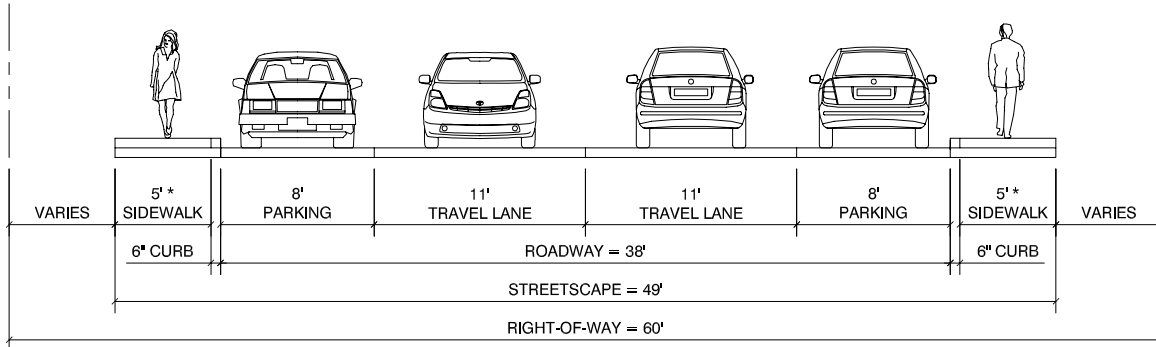 5' *
8'
11'
11'
8'
5' *
VARIES
SIDEWALK
PARKING
TRAVEL LANE
TRAVEL LANE
PARKING
SIDEWALK
VARIES
6" CURB
ROADWAY = 38'
6" CURB
STREETSCAPE = 49'
RIGHT-OF-WAY = 60'